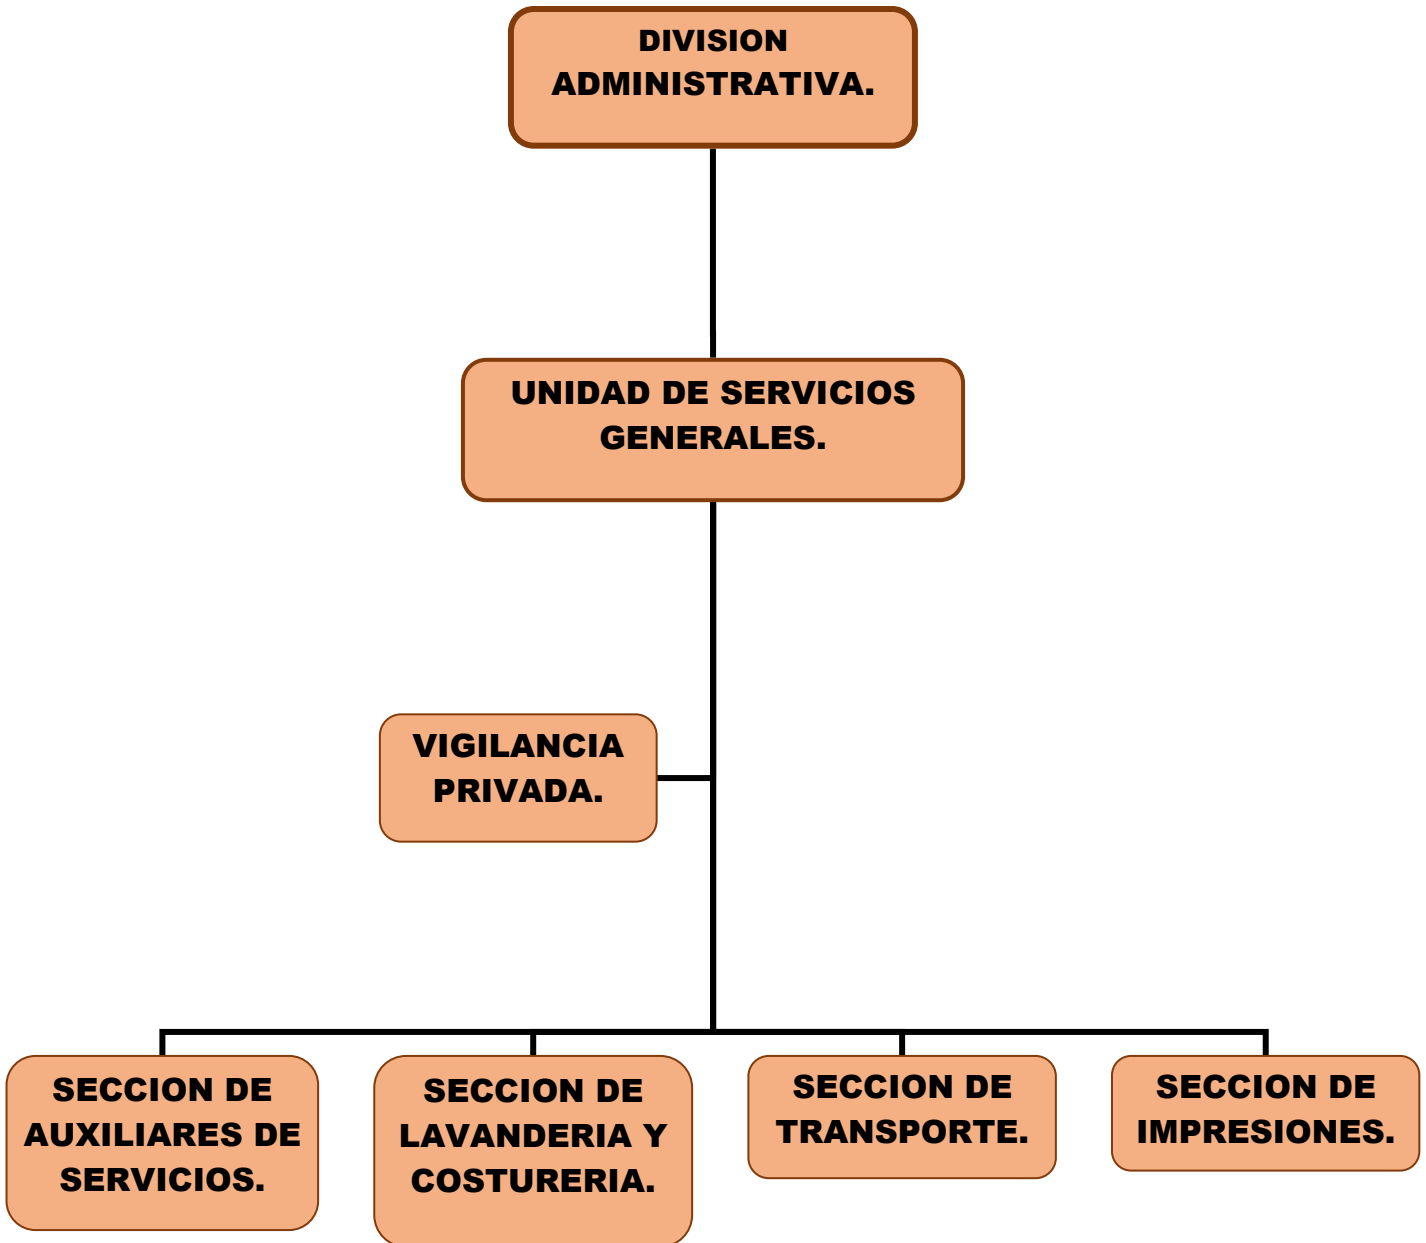 DIVISION
ADMINISTRATIVA.
UNIDAD DE SERVICIOS
GENERALES.
VIGILANCIA
PRIVADA.
SECCION DE
AUXILIARES DE
SERVICIOS.
SECCION DE
LAVANDERIA Y
COSTURERIA.
SECCION DE
TRANSPORTE.
SECCION DE
IMPRESIONES.